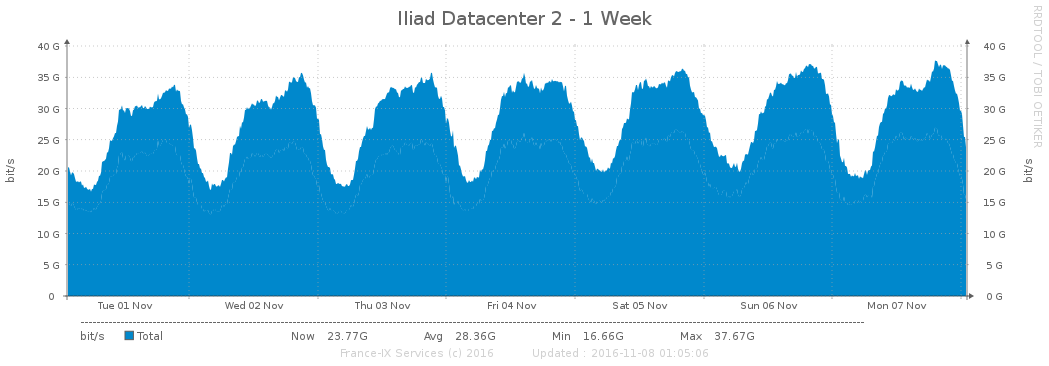 Iliad Datacenter 2 - 1 Week
RRDTOOL / TOBI OETIKER
bit/s
40 G
35 G
30 G
25 G
20 G
15 G
10 G
5 G
0
40 G
35 G
30 G
25 G
20 G
15 G
10 G
5 G
0 G
bit/s
Tue 01 Nov Wed 02 Nov Thu 03 Nov Fri 04 Nov Sat 05 Nov Sun 06 Nov Mon 07 Nov
bit/s Total Now 23.77G Avg 28.36G Min 16.66G Max 37.67G
France-IX Services (c) 2016 Updated : 2016-11-08 01:05:06